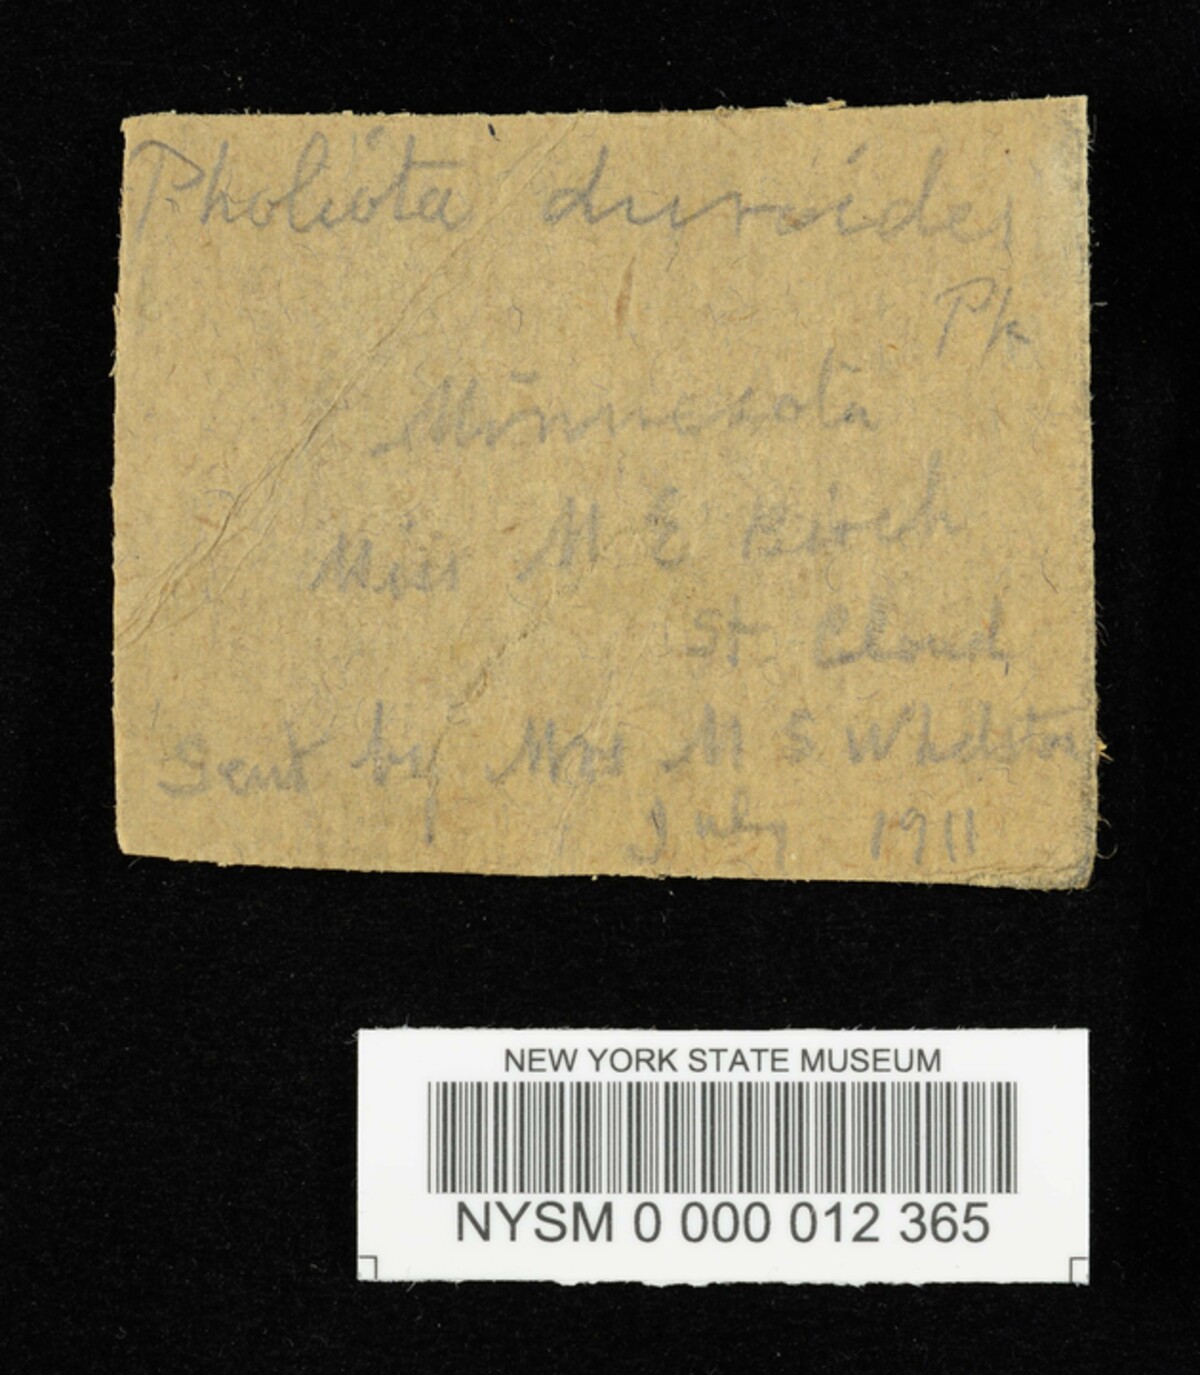 Pholiota duroides
Pk
Minnesota
Miss M E Birch
St. Cloud
Sent by Mrs M S Whetston
July 1911
NEW YORK STATE MUSEUM
NYSM 0 000 012 365